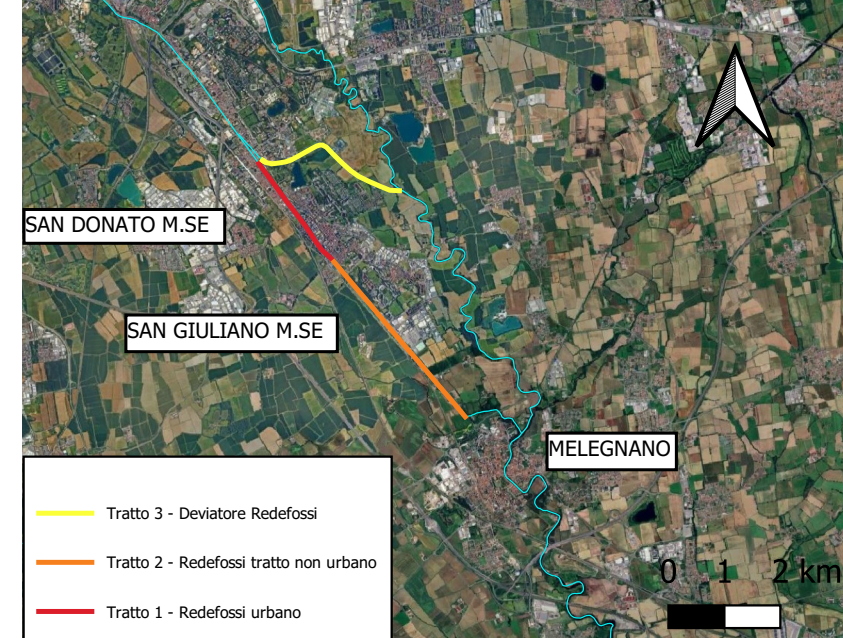 SAN DONATO M.SE
SAN GIULIANO M.SE
MELEGNANO
Tratto 3 - Deviatore Redefossi
Tratto 2 - Redefossi tratto non urbano
Tratto 1 - Redefossi urbano
0 1 2 km